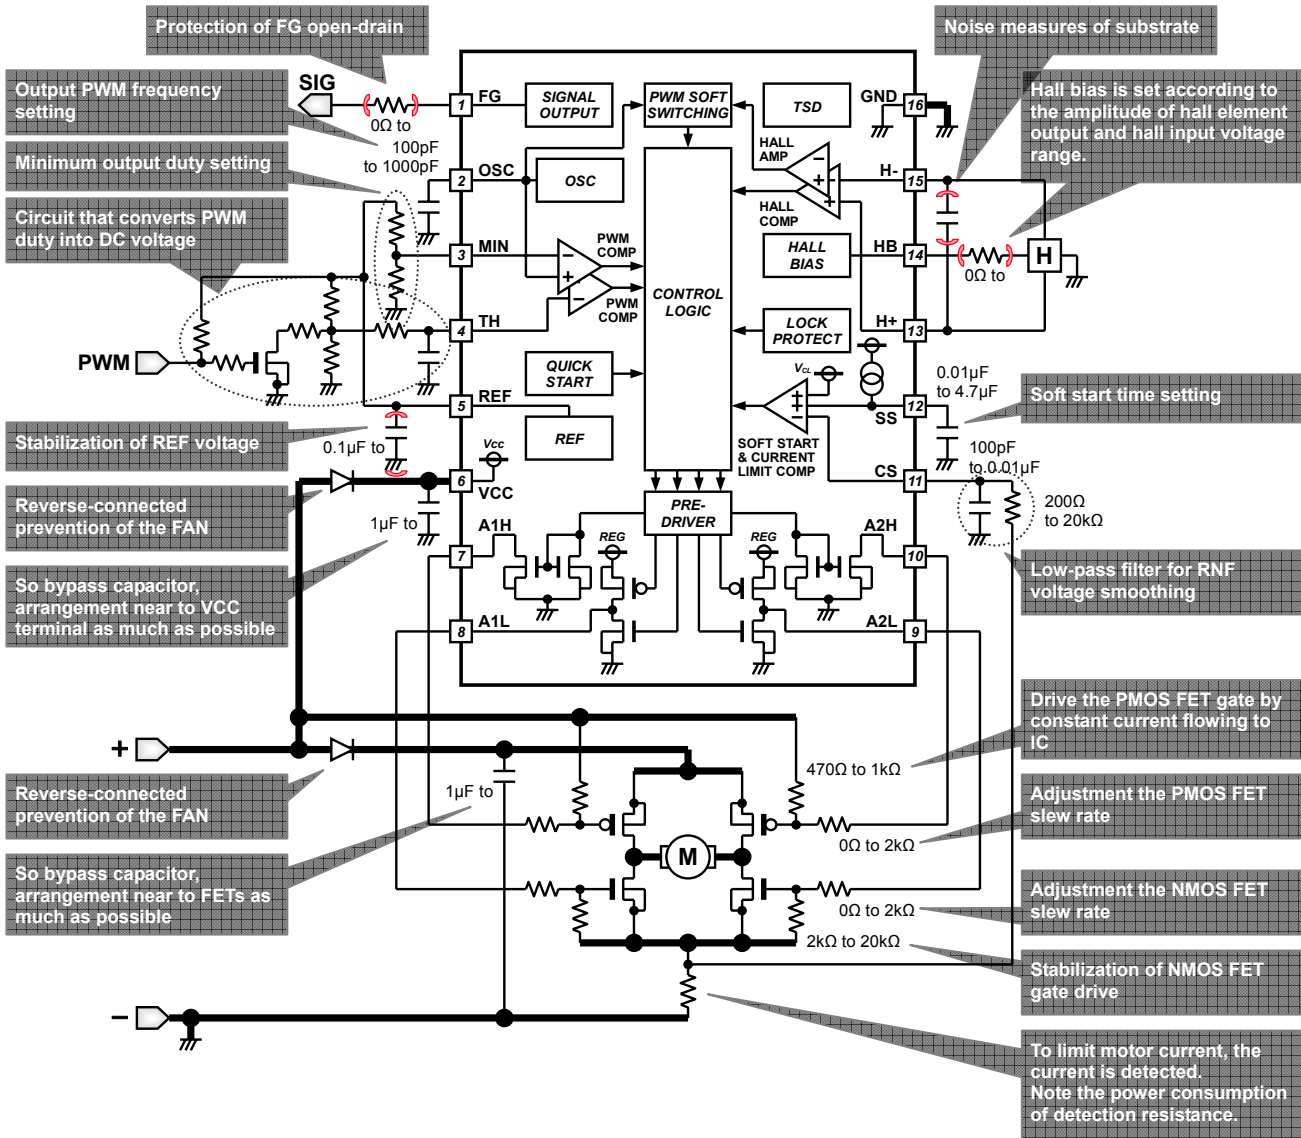 Protection of FG open-drain
Noise measures of substrate
Output PWM frequency
setting
SIG
0Ω to
100pF
to 1000pF
Minimum output duty setting
Circuit that converts PWM
duty into DC voltage
PWM
Stabilization of REF voltage
0.1µF to
Reverse-connected
prevention of the FAN
1µF to
So bypass capacitor,
arrangement near to VCC
terminal as much as possible
1
FG
2
OSC
3
MIN
4
TH
5
REF
6
VCC
7
A1H
8
A1L
SIGNAL
OUTPUT
PWM SOFT
SWITCHING
TSD
OSC
HALL
AMP
HALL
COMP
PWM
COMP
PWM
COMP
CONTROL
LOGIC
HALL
BIAS
LOCK
PROTECT
QUICK
START
REF
Vcc
VCL
SOFT START
& CURRENT
LIMIT COMP
PRE-
DRIVER
REG
REG
GND
16
H-
15
HB
14
H+
13
SS
12
CS
11
A2H
10
A2L
9
Hall bias is set according to
the amplitude of hall element
output and hall input voltage
range.
H
0Ω to
0.01µF
to 4.7µF
Soft start time setting
100pF
to 0.01µF
200Ω
to 20kΩ
Low-pass filter for RNF
voltage smoothing
+
Reverse-connected
prevention of the FAN
1µF to
So bypass capacitor,
arrangement near to FETs as
much as possible
−
M
470Ω to 1kΩ
Drive the PMOS FET gate by
constant current flowing to
IC
0Ω to 2kΩ
Adjustment the PMOS FET
slew rate
0Ω to 2kΩ
Adjustment the NMOS FET
slew rate
2kΩ to 20kΩ
Stabilization of NMOS FET
gate drive
To limit motor current, the
current is detected.
Note the power consumption
of detection resistance.